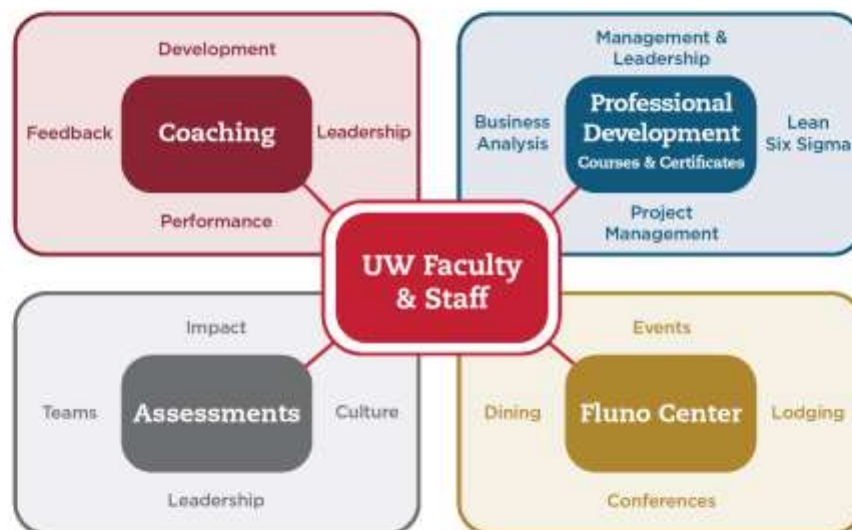 Development
Feedback
Coaching
Leadership
Performance
Management &
Leadership
Business
Analysis
Professional
Development
Courses & Certificates
Lean
Six Sigma
Project
Management
UW Faculty
& Staff
Impact
Teams
Assessments
Culture
Leadership
Events
Dining
Fluno Center
Lodging
Conferences